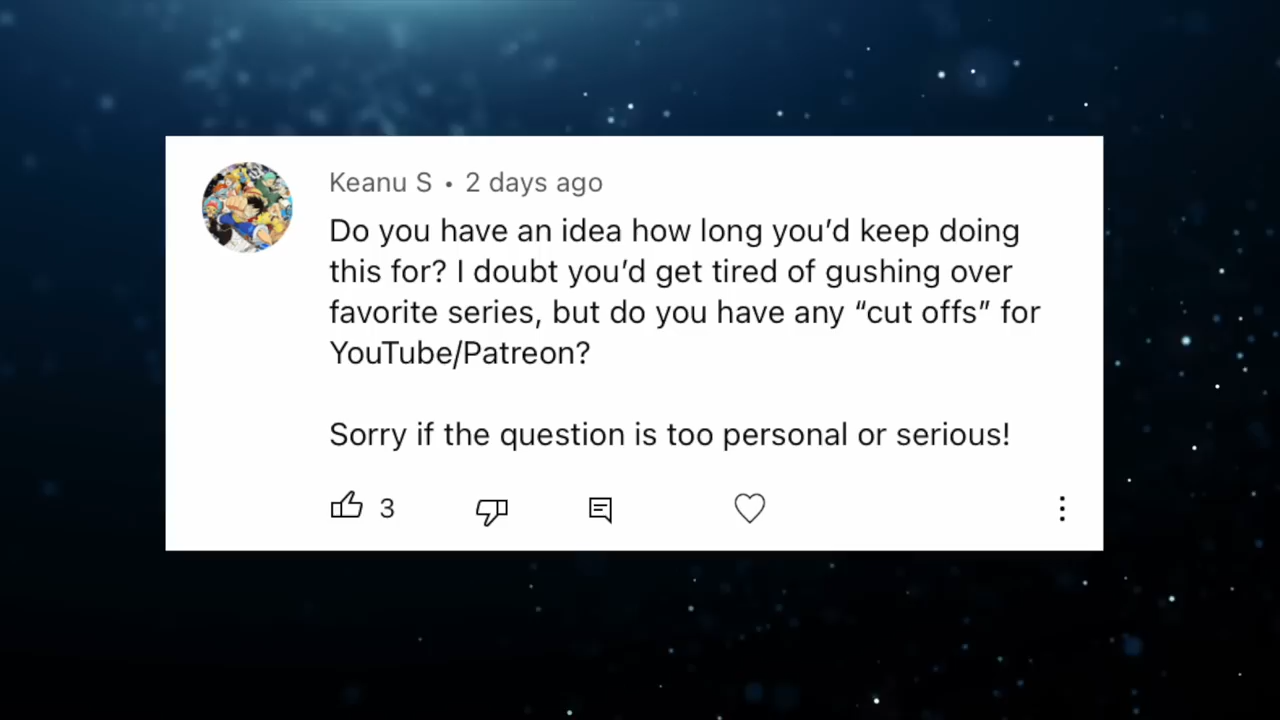 Keanu S • 2 days ago
Do you have an idea how long you’d keep doing
this for? I doubt you’d get tired of gushing over
favorite series, but do you have any “cut offs” for
YouTube/Patreon?
Sorry if the question is too personal or serious!
3